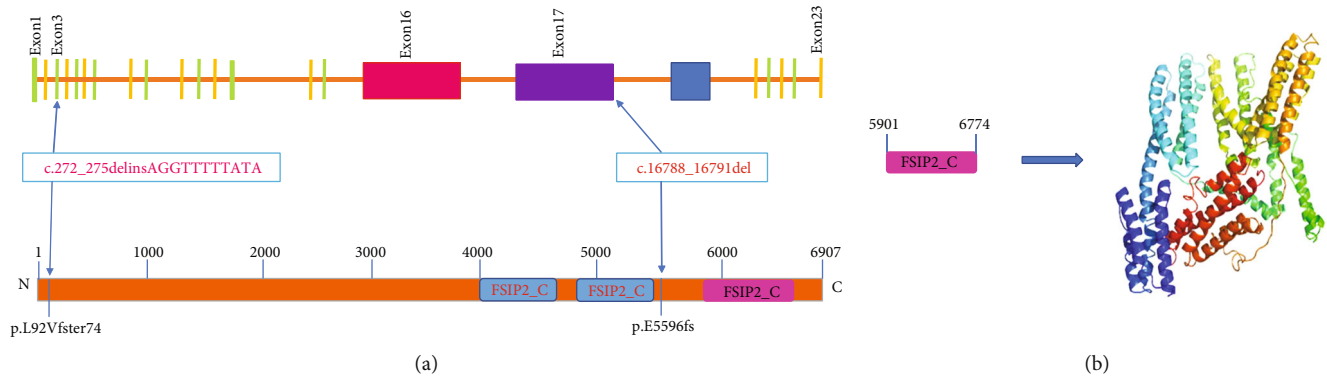 Exon1
Exon3
Exon16
Exon17
Exon23
c.272_275delinsAGGTTTTTATA
c.16788_16791del
1
1000
2000
3000
4000
5000
6000
6907
N
FSIP2_C
FSIP2_C
FSIP2_C
C
p.L92Vfster74
p.E5596fs
(a)
5901
6774
FSIP2_C
(b)